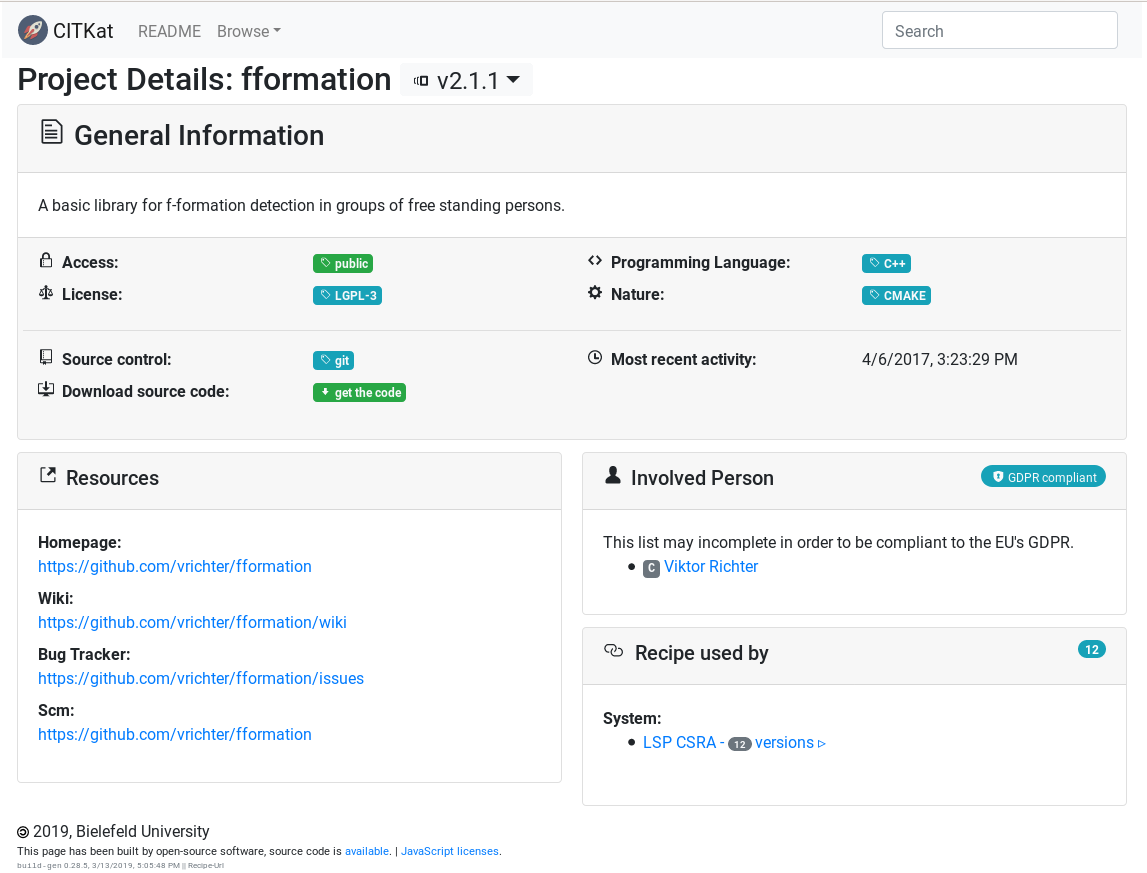 CITKat README Browse Search
Project Details: fformation v2.1.1
General Information
A basic library for f-formation detection in groups of free standing persons.
Access: public Programming Language: C++
License: LGPL-3 Nature: CMAKE
Source control: git Most recent activity: 4/6/2017, 3:23:29 PM
Download source code: get the code
Resources
Homepage:
https://github.com/vrichter/fformation
Wiki:
https://github.com/vrichter/fformation/wiki
Bug Tracker:
https://github.com/vrichter/fformation/issues
Scm:
https://github.com/vrichter/fformation
Involved Person GDPR compliant
This list may incomplete in order to be compliant to the EU's GDPR.
• C Viktor Richter
Recipe used by 12
System:
• LSP CSRA - 12 versions ▹
🄯 2019, Bielefeld University
This page has been built by open-source software, source code is available. | JavaScript licenses.
build-gen 0.28.5, 3/13/2019, 5:05:48 PM || Recipe-Url